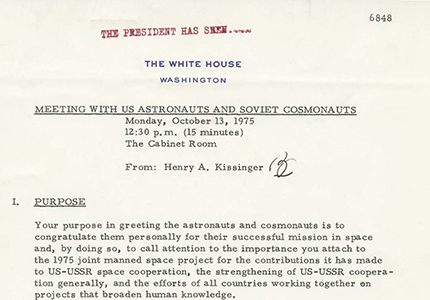 6848
THE PRESIDENT HAS SEEN....
THE WHITE HOUSE
WASHINGTON
MEETING WITH US ASTRONAUTS AND SOVIET COSMONAUTS
Monday, October 13, 1975
12:30 p.m. (15 minutes)
The Cabinet Room
From: Henry A. Kissinger
I. PURPOSE
Your purpose in greeting the astronauts and cosmonauts is to
congratulate them personally for their successful mission in space
and, by doing so, to call attention to the importance you attach to
the 1975 joint manned space project for the contributions it has made
to US-USSR space cooperation, the strengthening of US-USSR coopera-
tion generally, and the efforts of all countries working together on
projects that broaden human knowledge.